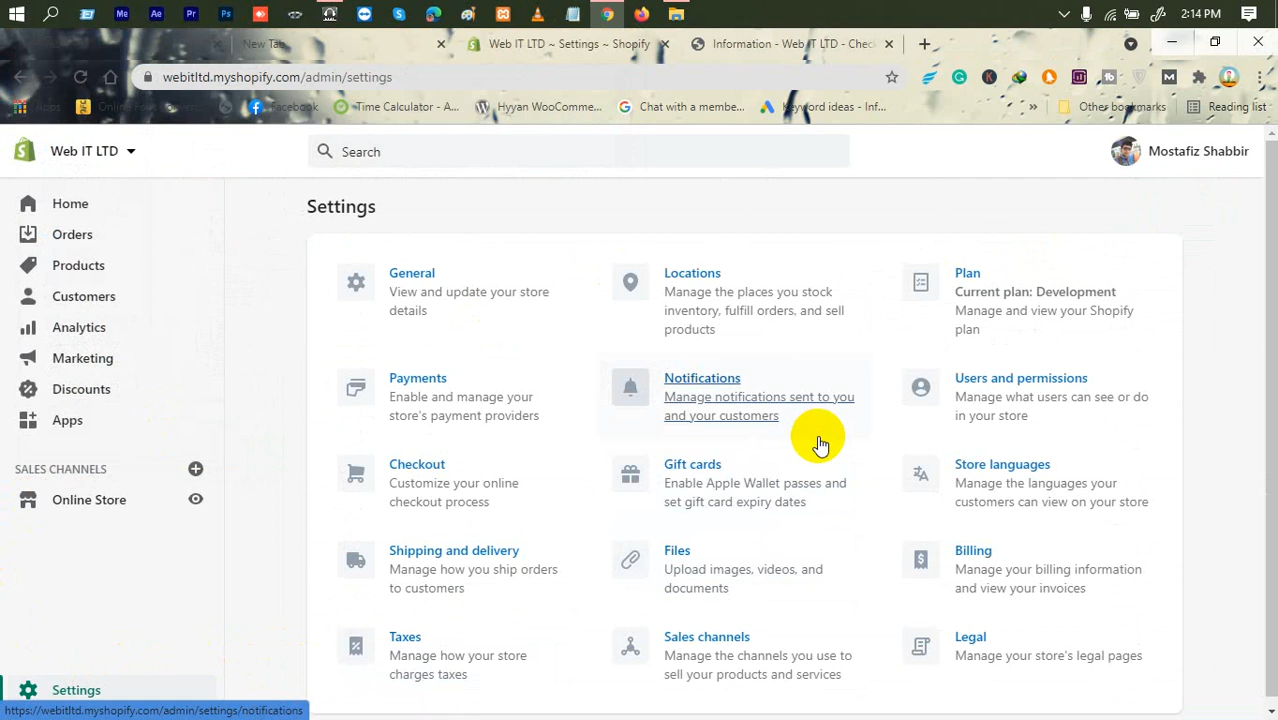 2:14 PM
New Tab
Web IT LTD ~ Settings ~ Shopify
Information - Web IT LTD - Chec
webitltd.myshopify.com/admin/settings
Apps
Facebook
Time Calculator - A...
Hyyan WooComme...
Chat with a membe...
Keyword ideas - Inf...
Other bookmarks
Reading list
Web IT LTD
Search
Mostafiz Shabbir
Home
Orders
Products
Customers
Analytics
Marketing
Discounts
Apps
SALES CHANNELS
Online Store
Settings
Settings
General
View and update your store
details
Locations
Manage the places you stock
inventory, fulfill orders, and sell
products
Plan
Current plan: Development
Manage and view your Shopify
plan
Payments
Enable and manage your
store's payment providers
Notifications
Manage notifications sent to you
and your customers
Users and permissions
Manage what users can see or do
in your store
Checkout
Customize your online
checkout process
Gift cards
Enable Apple Wallet passes and
set gift card expiry dates
Store languages
Manage the languages your
customers can view on your store
Shipping and delivery
Manage how you ship orders
to customers
Files
Upload images, videos, and
documents
Billing
Manage your billing information
and view your invoices
Taxes
Manage how your store
charges taxes
Sales channels
Manage the channels you use to
sell your products and services
Legal
Manage your store's legal pages
https://webitltd.myshopify.com/admin/settings/notifications